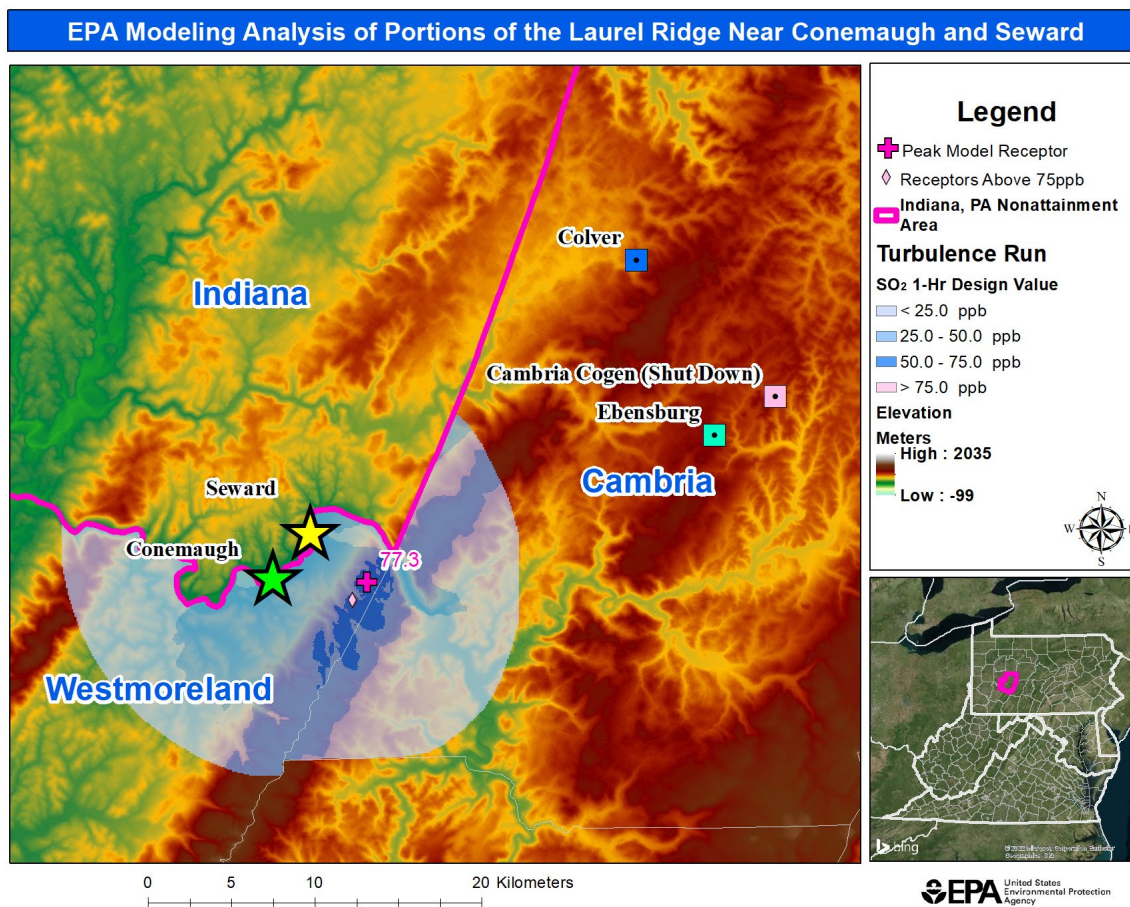 EPA Modeling Analysis of Portions of the Laurel Ridge Near Conemaugh and Seward
Colver
Indiana
Cambria Cogen (Shut Down)
Ebensburg
Cambria
Seward
Conemaugh
77.3
Westmoreland
Legend
Peak Model Receptor
Receptors Above 75ppb
Indiana, PA Nonattainment
Area
Turbulence Run
SO₂ 1-Hr Design Value
< 25.0 ppb
25.0 - 50.0 ppb
50.0 - 75.0 ppb
> 75.0 ppb
Elevation
Meters
High : 2035
Low : -99
N
W E
S
bing
0 5 10 20 Kilometers
EPA
United States
Environmental Protection
Agency